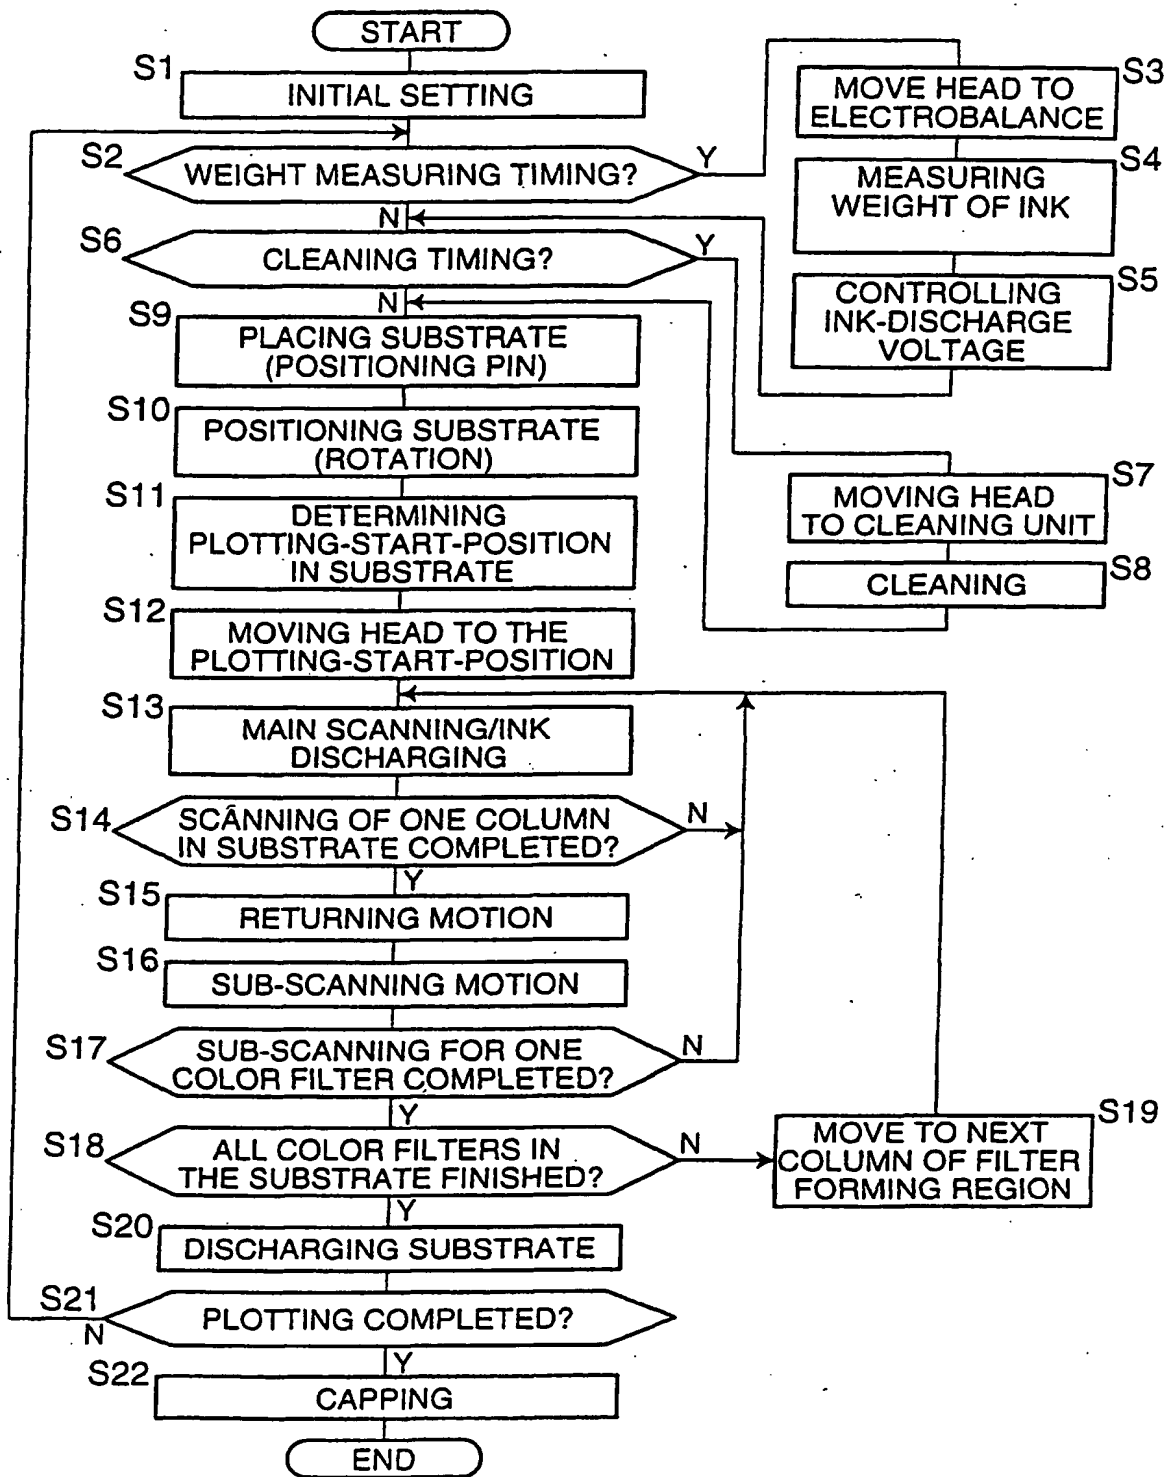 START
S1
INITIAL SETTING
S2
WEIGHT MEASURING TIMING?
Y
N
S3
MOVE HEAD TO
ELECTROBALANCE
S4
MEASURING
WEIGHT OF INK
S5
CONTROLLING
INK-DISCHARGE
VOLTAGE
S6
CLEANING TIMING?
Y
N
S7
MOVING HEAD
TO CLEANING UNIT
S8
CLEANING
S9
PLACING SUBSTRATE
(POSITIONING PIN)
S10
POSITIONING SUBSTRATE
(ROTATION)
S11
DETERMINING
PLOTTING-START-POSITION
IN SUBSTRATE
S12
MOVING HEAD TO THE
PLOTTING-START-POSITION
S13
MAIN SCANNING/INK
DISCHARGING
S14
SCANNING OF ONE COLUMN
IN SUBSTRATE COMPLETED?
N
Y
S15
RETURNING MOTION
S16
SUB-SCANNING MOTION
S17
SUB-SCANNING FOR ONE
COLOR FILTER COMPLETED?
N
Y
S18
ALL COLOR FILTERS IN
THE SUBSTRATE FINISHED?
N
Y
S19
MOVE TO NEXT
COLUMN OF FILTER
FORMING REGION
S20
DISCHARGING SUBSTRATE
S21
PLOTTING COMPLETED?
N
Y
S22
CAPPING
END